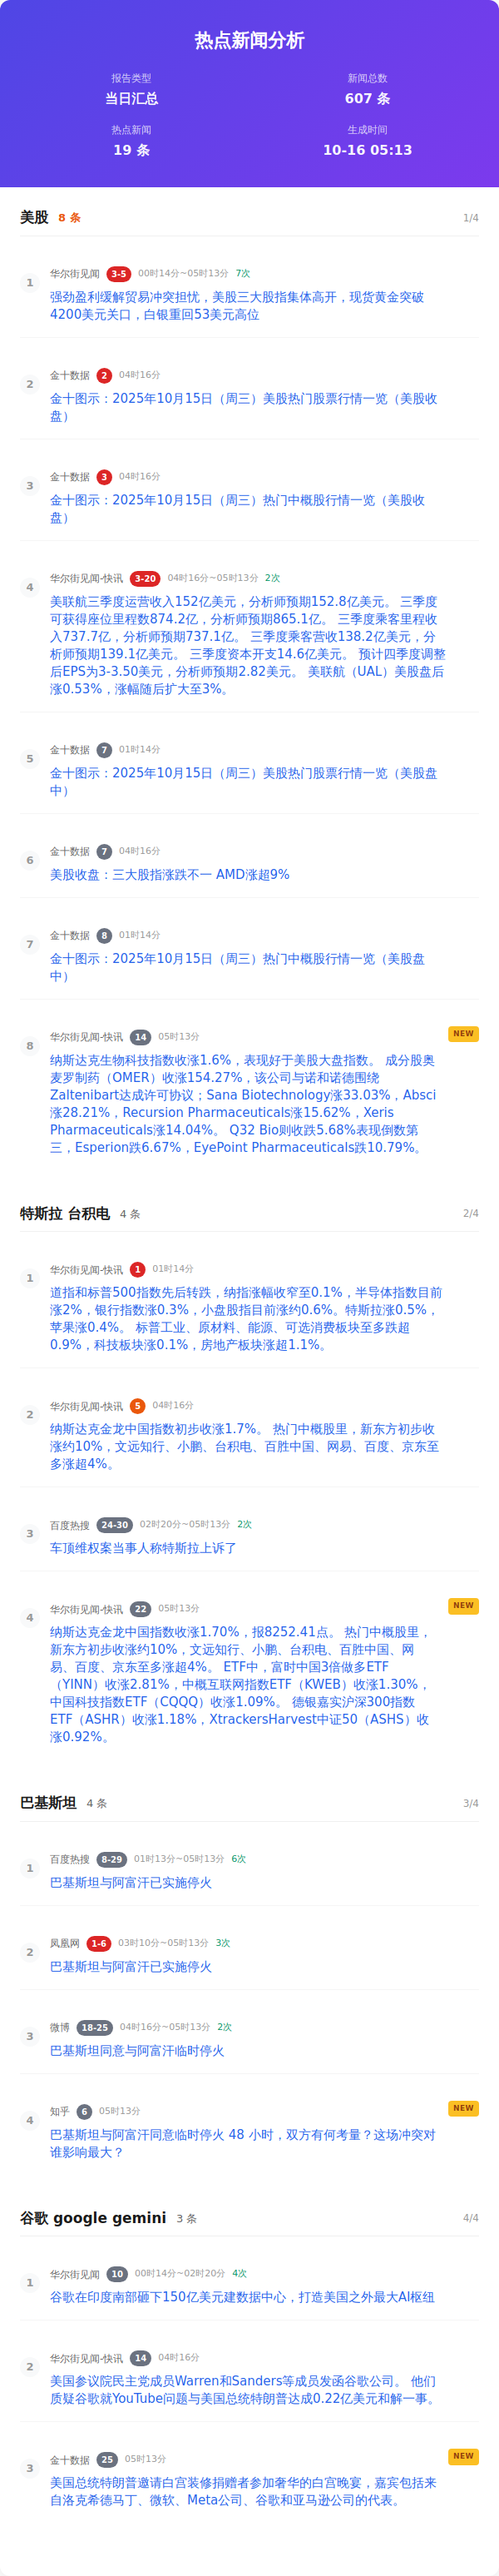 热点新闻分析
报告类型
当日汇总
新闻总数
607 条
热点新闻
19 条
生成时间
10-16 05:13
美股 8 条 1/4
1
华尔街见闻 3-5 00时14分~05时13分 7次
强劲盈利缓解贸易冲突担忧，美股三大股指集体高开，现货黄金突破
4200美元关口，白银重回53美元高位
2
金十数据 2 04时16分
金十图示：2025年10月15日（周三）美股热门股票行情一览（美股收
盘）
3
金十数据 3 04时16分
金十图示：2025年10月15日（周三）热门中概股行情一览（美股收
盘）
4
华尔街见闻-快讯 3-20 04时16分~05时13分 2次
美联航三季度运营收入152亿美元，分析师预期152.8亿美元。 三季度
可获得座位里程数874.2亿，分析师预期865.1亿。 三季度乘客里程收
入737.7亿，分析师预期737.1亿。 三季度乘客营收138.2亿美元，分
析师预期139.1亿美元。 三季度资本开支14.6亿美元。 预计四季度调整
后EPS为3-3.50美元，分析师预期2.82美元。 美联航（UAL）美股盘后
涨0.53%，涨幅随后扩大至3%。
5
金十数据 7 01时14分
金十图示：2025年10月15日（周三）美股热门股票行情一览（美股盘
中）
6
金十数据 7 04时16分
美股收盘：三大股指涨跌不一 AMD涨超9%
7
金十数据 8 01时14分
金十图示：2025年10月15日（周三）热门中概股行情一览（美股盘
中）
8
华尔街见闻-快讯 14 05时13分 NEW
纳斯达克生物科技指数收涨1.6%，表现好于美股大盘指数。 成分股奥
麦罗制药（OMER）收涨154.27%，该公司与诺和诺德围绕
Zaltenibart达成许可协议；Sana Biotechnology涨33.03%，Absci
涨28.21%，Recursion Pharmaceuticals涨15.62%，Xeris
Pharmaceuticals涨14.04%。 Q32 Bio则收跌5.68%表现倒数第
三，Esperion跌6.67%，EyePoint Pharmaceuticals跌10.79%。
特斯拉 台积电 4 条 2/4
1
华尔街见闻-快讯 1 01时14分
道指和标普500指数先后转跌，纳指涨幅收窄至0.1%，半导体指数目前
涨2%，银行指数涨0.3%，小盘股指目前涨约0.6%。特斯拉涨0.5%，
苹果涨0.4%。 标普工业、原材料、能源、可选消费板块至多跌超
0.9%，科技板块涨0.1%，房地产板块涨超1.1%。
2
华尔街见闻-快讯 5 04时16分
纳斯达克金龙中国指数初步收涨1.7%。 热门中概股里，新东方初步收
涨约10%，文远知行、小鹏、台积电、百胜中国、网易、百度、京东至
多涨超4%。
3
百度热搜 24-30 02时20分~05时13分 2次
车顶维权案当事人称特斯拉上诉了
4
华尔街见闻-快讯 22 05时13分 NEW
纳斯达克金龙中国指数收涨1.70%，报8252.41点。 热门中概股里，
新东方初步收涨约10%，文远知行、小鹏、台积电、百胜中国、网
易、百度、京东至多涨超4%。 ETF中，富时中国3倍做多ETF
（YINN）收涨2.81%，中概互联网指数ETF（KWEB）收涨1.30%，
中国科技指数ETF（CQQQ）收涨1.09%。 德银嘉实沪深300指数
ETF（ASHR）收涨1.18%，XtrackersHarvest中证50（ASHS）收
涨0.92%。
巴基斯坦 4 条 3/4
1
百度热搜 8-29 01时13分~05时13分 6次
巴基斯坦与阿富汗已实施停火
2
凤凰网 1-6 03时10分~05时13分 3次
巴基斯坦与阿富汗已实施停火
3
微博 18-25 04时16分~05时13分 2次
巴基斯坦同意与阿富汗临时停火
4
知乎 6 05时13分 NEW
巴基斯坦与阿富汗同意临时停火 48 小时，双方有何考量？这场冲突对
谁影响最大？
谷歌 google gemini 3 条 4/4
1
华尔街见闻 10 00时14分~02时20分 4次
谷歌在印度南部砸下150亿美元建数据中心，打造美国之外最大AI枢纽
2
华尔街见闻-快讯 14 04时16分
美国参议院民主党成员Warren和Sanders等成员发函谷歌公司。 他们
质疑谷歌就YouTube问题与美国总统特朗普达成0.22亿美元和解一事。
3
金十数据 25 05时13分 NEW
美国总统特朗普邀请白宫装修捐赠者参加奢华的白宫晚宴，嘉宾包括来
自洛克希德马丁、微软、Meta公司、谷歌和亚马逊公司的代表。